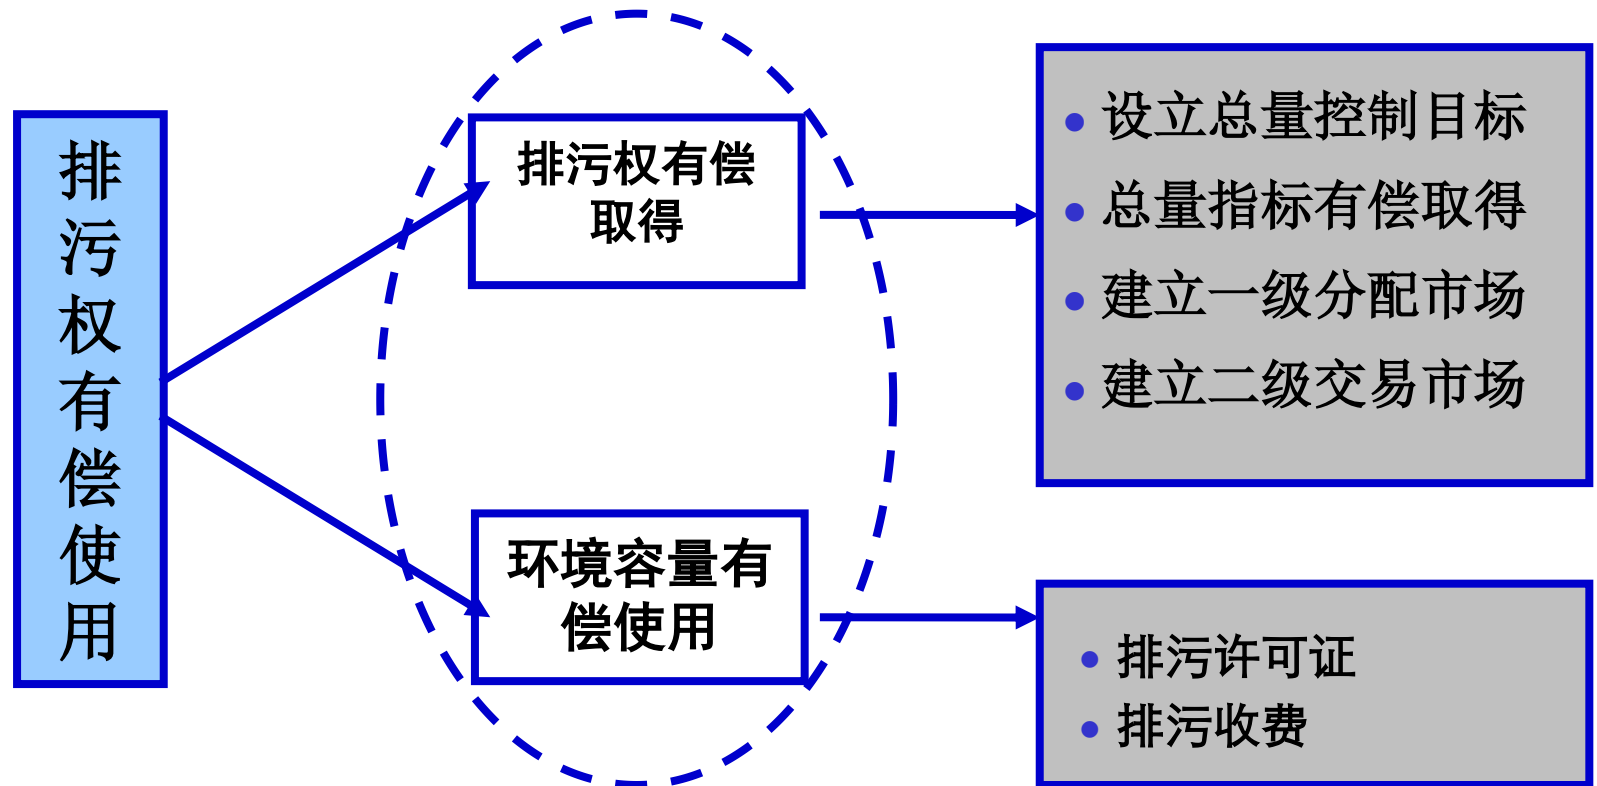 排污权有偿使用
排污权有偿
取得
环境容量有
偿使用
设立总量控制目标
总量指标有偿取得
建立一级分配市场
建立二级交易市场
排污许可证
排污收费